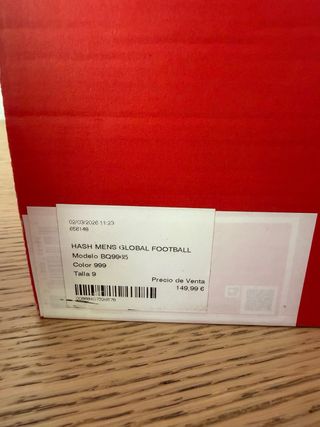 02/03/2026 11:23
656148
HASH MENS GLOBAL FOOTBALL
Modelo
Color 999
Talla 9
Precio de Venta
149,99 €